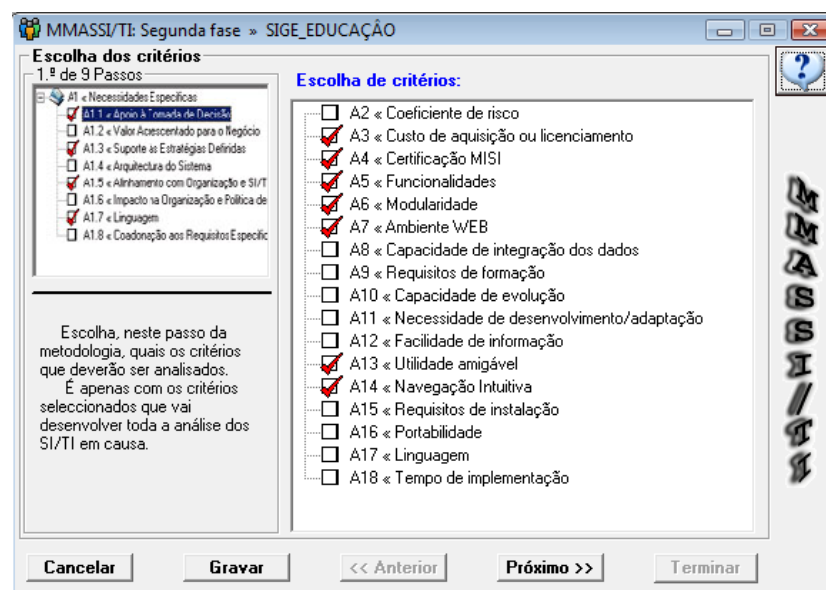 MMASSI/TI: Segunda fase » SIGE_EDUCAÇÂO
Escolha dos critérios
1.º de 9 Passos
A1 « Necessidades Especificas
A1.1 « Apoio à Tomada de Decisão
A1.2 « Valor Acrescentado para o Negócio
A1.3 « Suporte as Estratégias Definidas
A1.4 « Arquitectura do Sistema
A1.5 « Alinhamento com Organização e SI/T
A1.6 « Impacto na Organização e Politica de
A1.7 « Linguagem
A1.8 « Coadonação aos Requisitos Especific
Escolha, neste passo da
metodologia, quais os critérios
que deverão ser analisados.
É apenas com os critérios
seleccionados que vai
desenvolver toda a análise dos
SI/TI em causa.
Escolha de critérios:
A2 « Coeficiente de risco
A3 « Custo de aquisição ou licenciamento
A4 « Certificação MISI
A5 « Funcionalidades
A6 « Modularidade
A7 « Ambiente WEB
A8 « Capacidade de integração dos dados
A9 « Requisitos de formação
A10 « Capacidade de evolução
A11 « Necessidade de desenvolvimento/adaptação
A12 « Facilidade de informação
A13 « Utilidade amigável
A14 « Navegação Intuitiva
A15 « Requisitos de instalação
A16 « Portabilidade
A17 « Linguagem
A18 « Tempo de implementação
?
MMASSI/TI
Cancelar
Gravar
<< Anterior
Próximo >>
Terminar